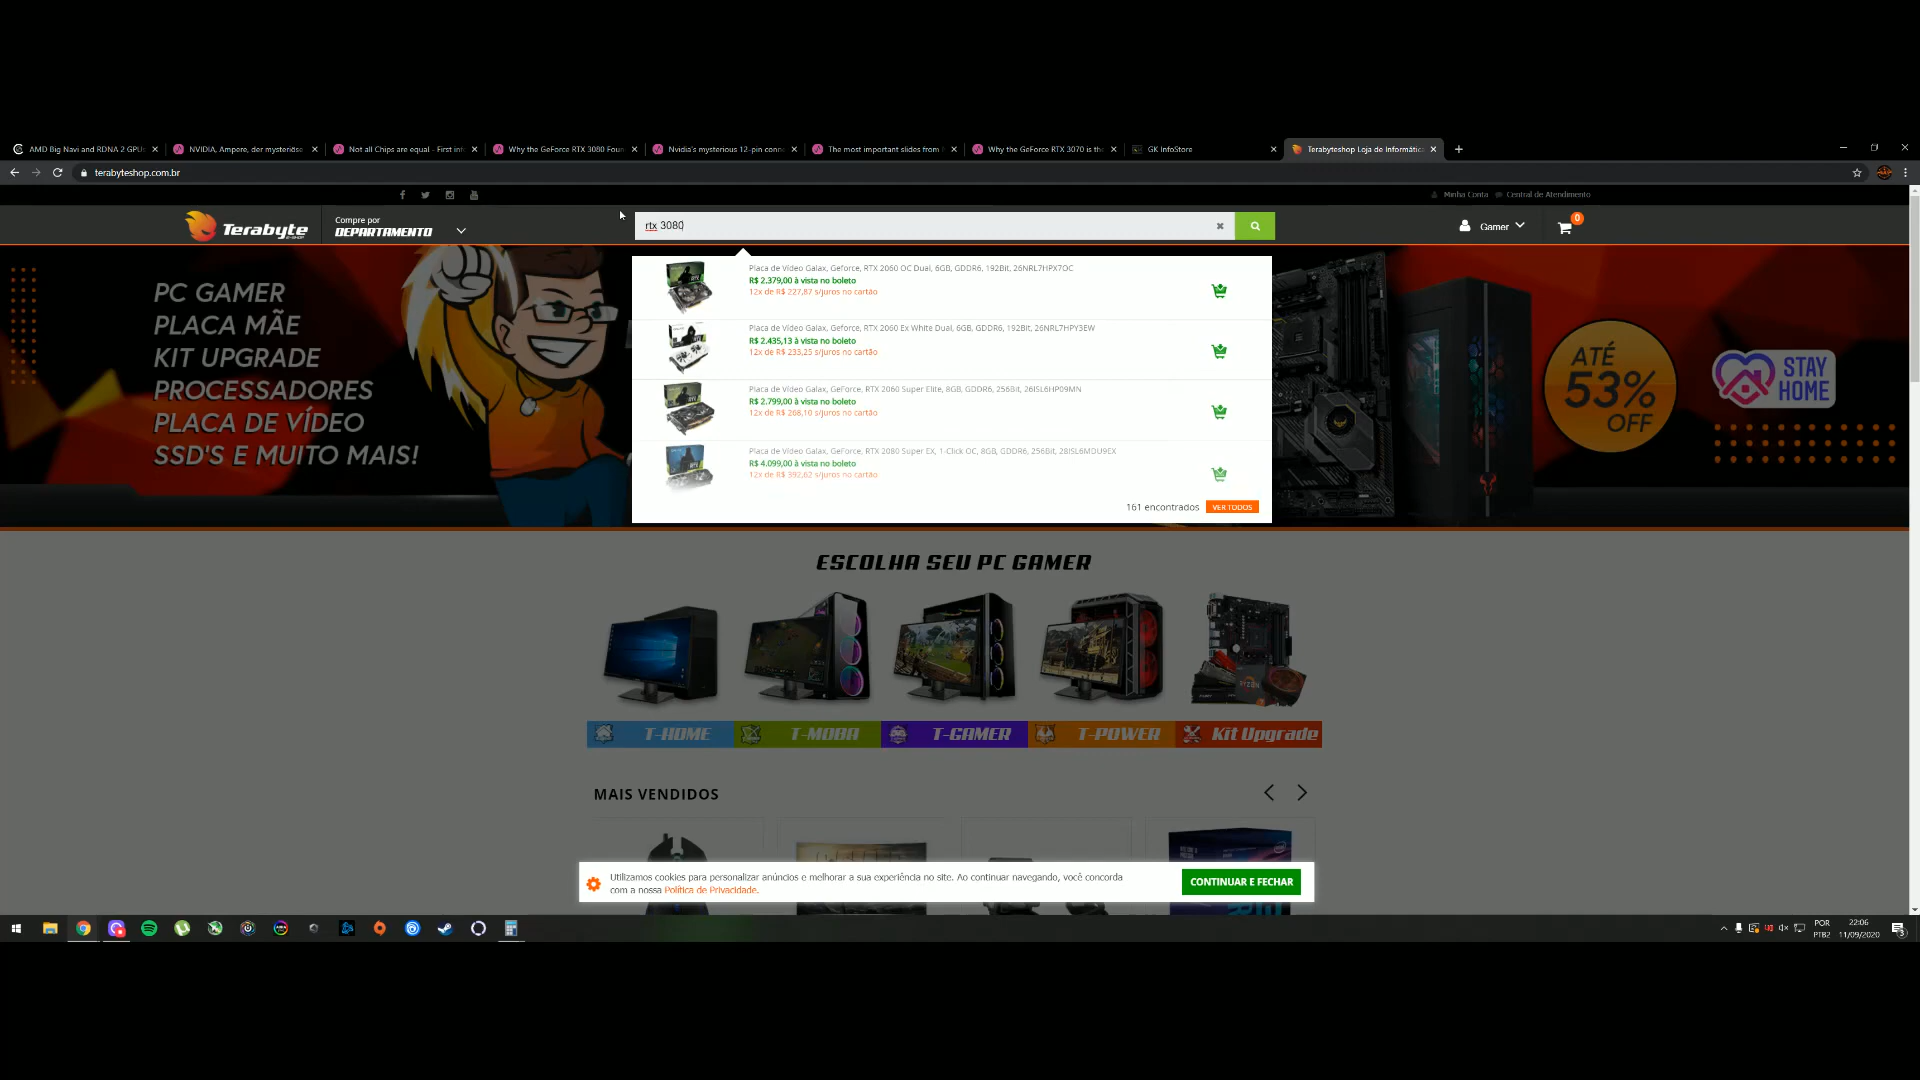 AMD Big Navi and RDNA 2 GPUs
NVIDIA, Ampere, der mysteriöse
Not all Chips are equal - First inf
Why the GeForce RTX 3080 Foun
Nvidia's mysterious 12-pin conn
The most important slides from
Why the GeForce RTX 3070 is the
GK InfoStore
Terabyteshop Loja de Informátic
terabyteshop.com.br
Minha Conta
Central de Atendimento
Terabyte
Compre por
DEPARTAMENTO
rtx 3080
Gamer
0
PC GAMER
PLACA MÃE
KIT UPGRADE
PROCESSADORES
PLACA DE VÍDEO
SSD'S E MUITO MAIS!
Placa de Vídeo Galax, Geforce, RTX 2060 OC Dual, 6GB, GDDR6, 192Bit, 26NRL7HPX7OC
R$ 2.379,00 à vista no boleto
12x de R$ 227,87 s/juros no cartão
Placa de Vídeo Galax, Geforce, RTX 2060 Ex White Dual, 6GB, GDDR6, 192Bit, 26NRL7HPY3EW
R$ 2.435,13 à vista no boleto
12x de R$ 233,25 s/juros no cartão
Placa de Vídeo Galax, GeForce, RTX 2060 Super Elite, 8GB, GDDR6, 256Bit, 26ISL6HP09MN
R$ 2.799,00 à vista no boleto
12x de R$ 268,10 s/juros no cartão
Placa de Vídeo Galax, GeForce, RTX 2080 Super EX, 1-Click OC, 8GB, GDDR6, 256Bit, 28ISL6MDU9EX
R$ 4.099,00 à vista no boleto
12x de R$ 392,62 s/juros no cartão
161 encontrados
VER TODOS
ATÉ
53%
OFF
STAY
HOME
ESCOLHA SEU PC GAMER
T-HOME
T-MOBA
T-GAMER
T-POWER
Kit Upgrade
MAIS VENDIDOS
Utilizamos cookies para personalizar anúncios e melhorar a sua experiência no site. Ao continuar navegando, você concorda
com a nossa Política de Privacidade.
CONTINUAR E FECHAR
POR
PTB2
22:06
11/09/2020
3